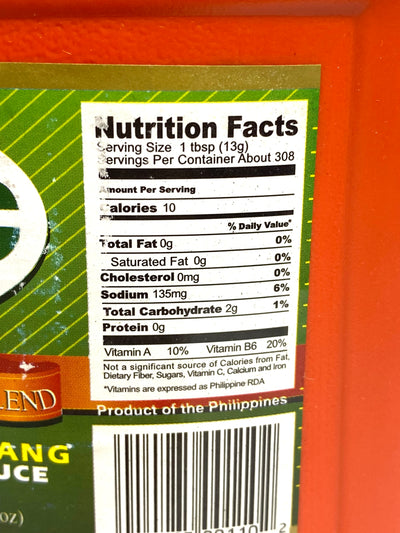 Nutrition Facts
Serving Size 1 tbsp (13g)
Servings Per Container About 308
Amount Per Serving
Calories 10
% Daily Value*
Total Fat 0g 0%
Saturated Fat 0g 0%
Cholesterol 0mg 0%
Sodium 135mg 6%
Total Carbohydrate 2g 1%
Protein 0g
Vitamin A 10% Vitamin B6 20%
Not a significant source of Calories from Fat,
Dietary Fiber, Sugars, Vitamin C, Calcium and Iron
*Vitamins are expressed as Philippine RDA
Product of the Philippines
LEND
ANG
UCE
oz)